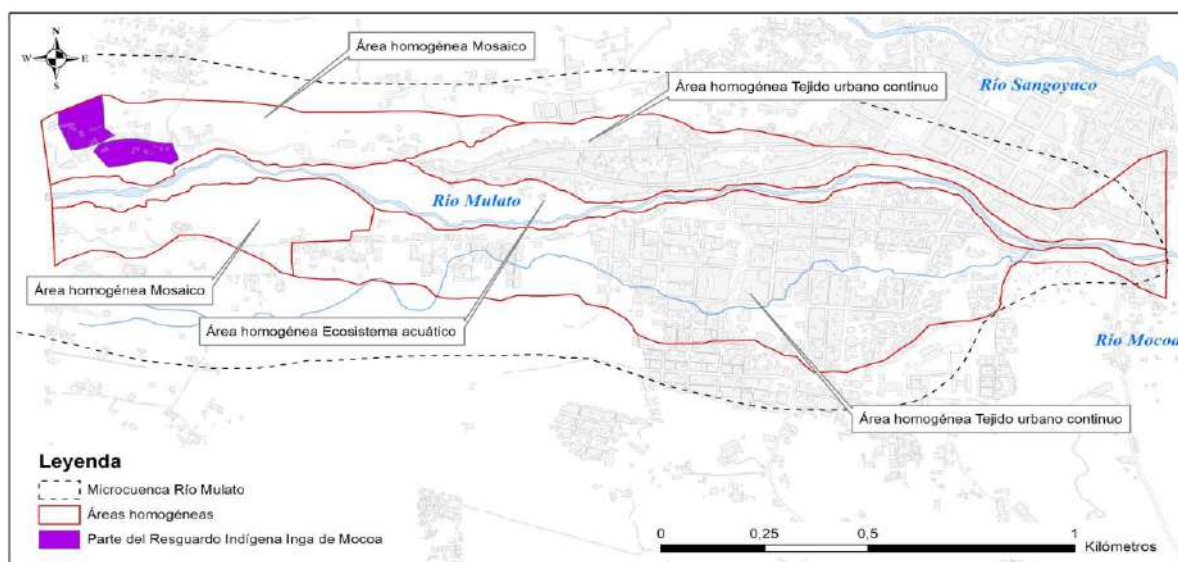 N
W E
S
Área homogénea Mosaico
Área homogénea Tejido urbano continuo
Río Sangoyaco
Río Mulato
Área homogénea Mosaico
Área homogénea Ecosistema acuático
Río Mocoa
Área homogénea Tejido urbano continuo
Leyenda
Microcuenca Río Mulato
Áreas homogéneas
Parte del Resguardo Indígena Inga de Mocoa
0 0,25 0,5 1
Kilómetros